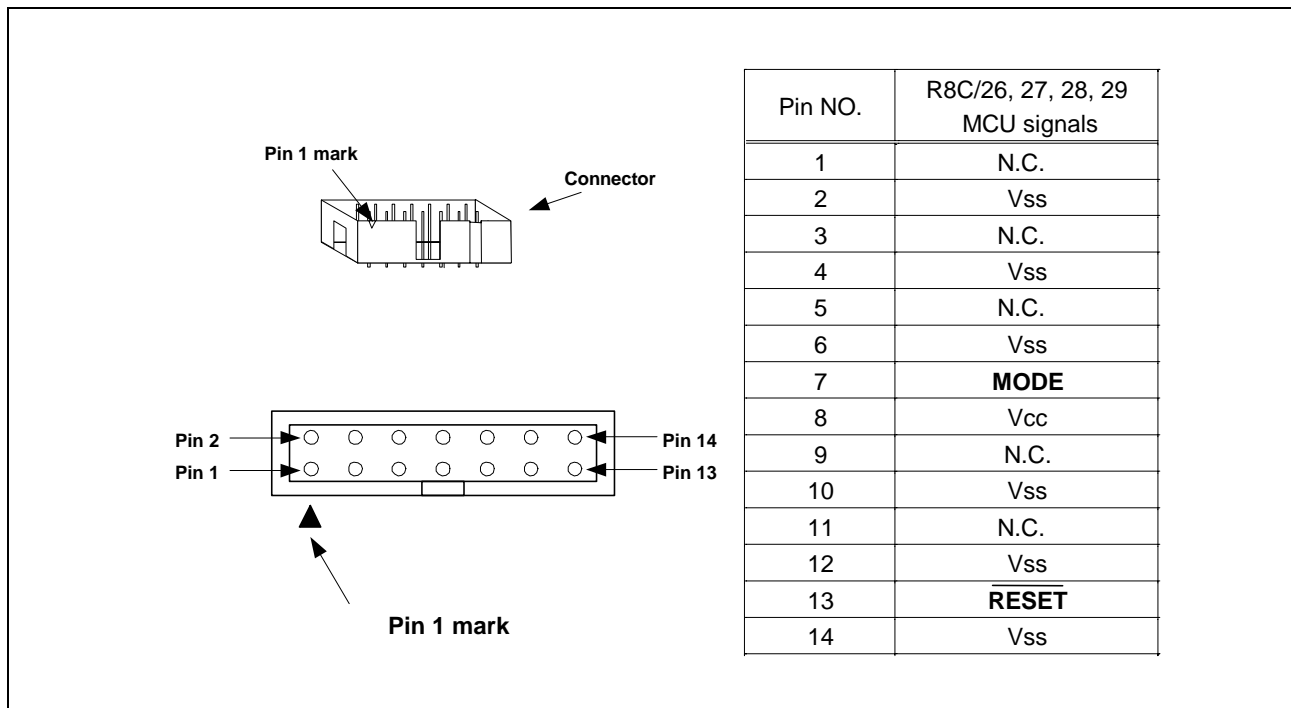 Pin 1 mark
Connector
Pin 2
Pin 14
Pin 1
Pin 13
Pin 1 mark
Pin NO. R8C/26, 27, 28, 29
MCU signals
1 N.C.
2 Vss
3 N.C.
4 Vss
5 N.C.
6 Vss
7 MODE
8 Vcc
9 N.C.
10 Vss
11 N.C.
12 Vss
13 RESET
14 Vss